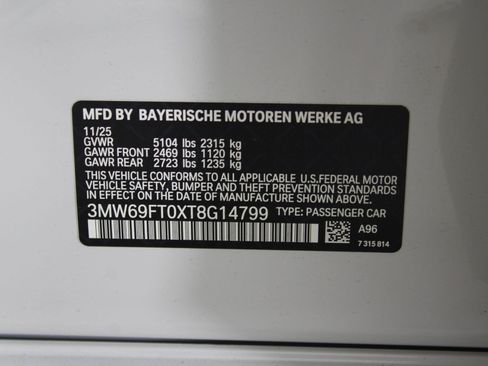 MFD BY BAYERISCHE MOTOREN WERKE AG
11/25
GVWR 5104 lbs 2315 kg
GAWR FRONT 2469 lbs 1120 kg
GAWR REAR 2723 lbs 1235 kg
THIS VEHICLE CONFORMS TO ALL APPLICABLE U.S.FEDERAL MOTOR
VEHICLE SAFETY, BUMPER, AND THEFT PREVENTION STANDARDS
IN EFFECT ON THE DATE OF MANUFACTURE SHOWN ABOVE.
3MW69FT0XT8G14799 TYPE: PASSENGER CAR
A96
7 315 814